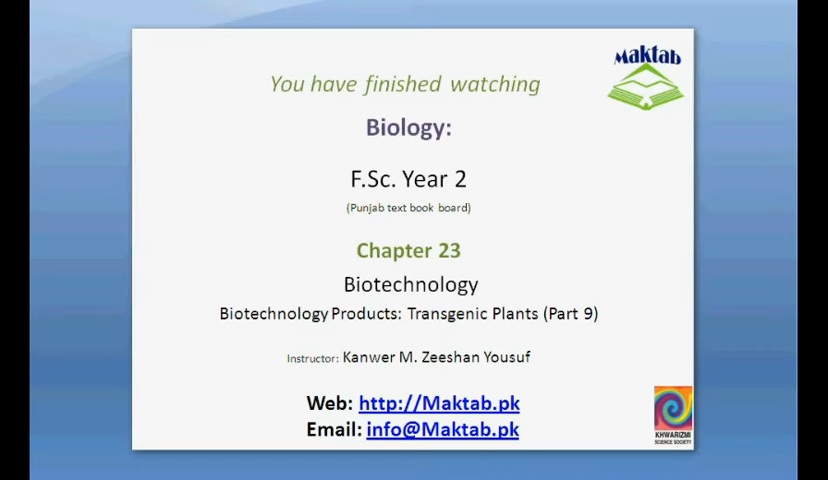 Maktab
You have finished watching
Biology:
F.Sc. Year 2
(Punjab text book board)
Chapter 23
Biotechnology
Biotechnology Products: Transgenic Plants (Part 9)
Instructor: Kanwer M. Zeeshan Yousuf
Web: http://Maktab.pk
Email: info@Maktab.pk
KHWARIZMI
SCIENCE SOCIETY